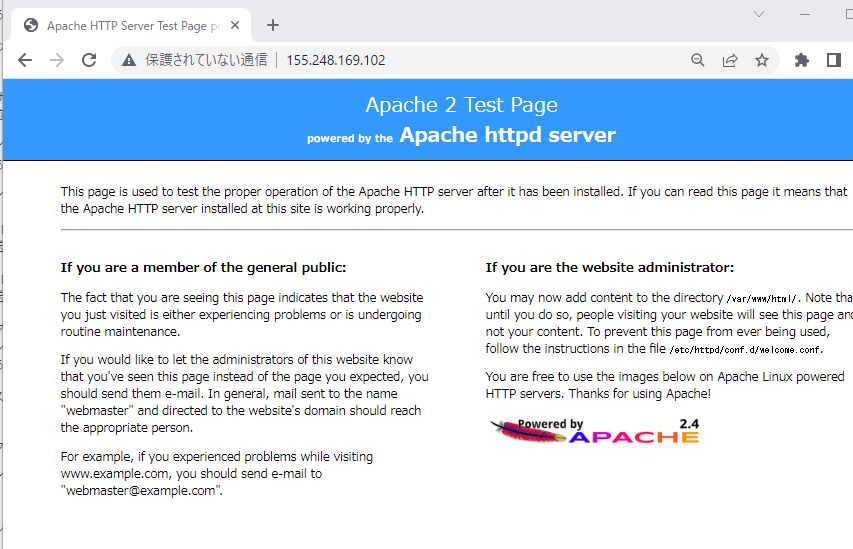 Apache HTTP Server Test Page
保護されていない通信 155.248.169.102
Apache 2 Test Page
powered by the Apache httpd server
This page is used to test the proper operation of the Apache HTTP server after it has been installed. If you can read this page it means that
the Apache HTTP server installed at this site is working properly.
If you are a member of the general public:
The fact that you are seeing this page indicates that the website
you just visited is either experiencing problems or is undergoing
routine maintenance.
If you would like to let the administrators of this website know
that you've seen this page instead of the page you expected, you
should send them e-mail. In general, mail sent to the name
"webmaster" and directed to the website's domain should reach
the appropriate person.
For example, if you experienced problems while visiting
www.example.com, you should send e-mail to
"webmaster@example.com".
If you are the website administrator:
You may now add content to the directory /var/www/html/. Note
until you do so, people visiting your website will see this page
not your content. To prevent this page from ever being used,
follow the instructions in the file /etc/httpd/conf.d/welcome.conf.
You are free to use the images below on Apache Linux powered
HTTP servers. Thanks for using Apache!
Powered by 2.4
APACHE